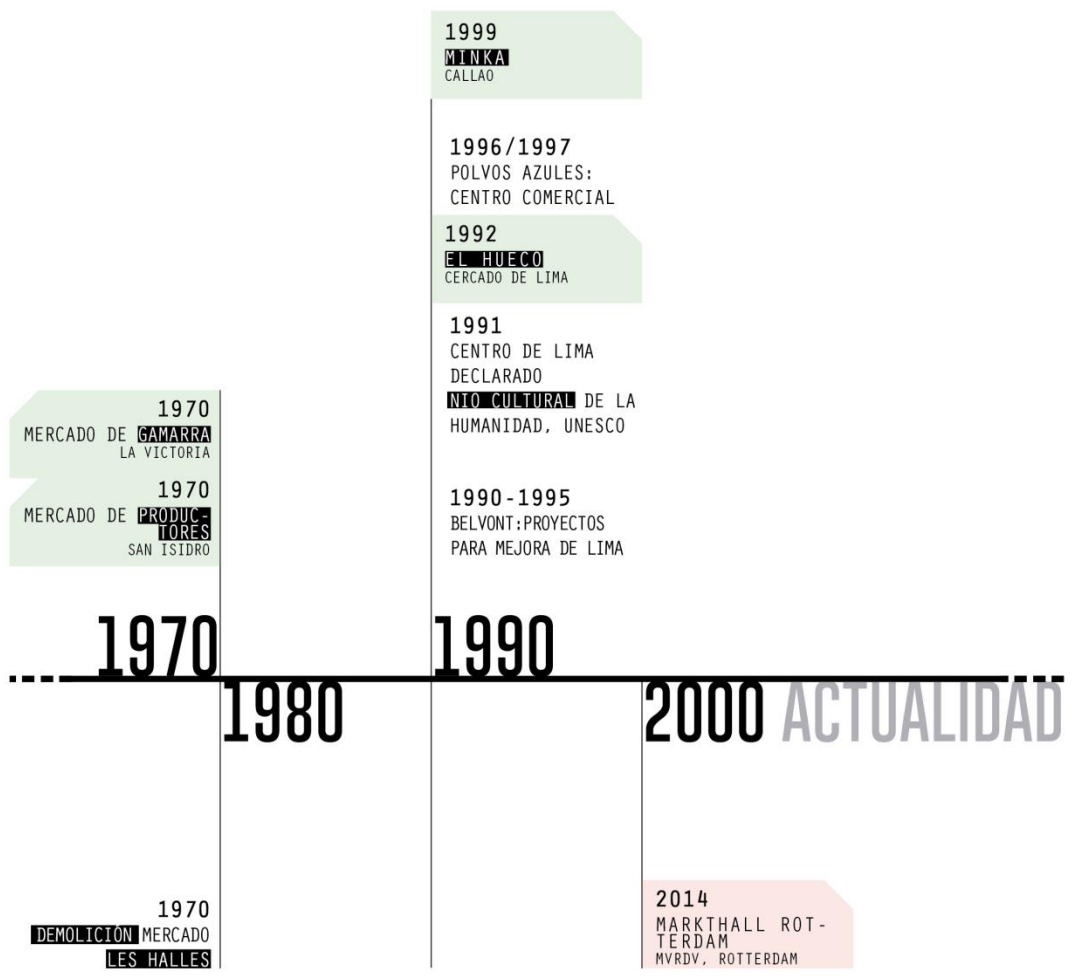 1999
MINKA
CALLAO
1996/1997
POLVOS AZULES:
CENTRO COMERCIAL
1992
EL HUECO
CERCADO DE LIMA
1991
CENTRO DE LIMA
DECLARADO
NIO CULTURAL DE LA
HUMANIDAD, UNESCO
1990-1995
BELVONT:PROYECTOS
PARA MEJORA DE LIMA
1970
MERCADO DE GAMARRA
LA VICTORIA
1970
MERCADO DE PRODUC-
TORES
SAN ISIDRO
1970
1990
1980
2000 ACTUALIDAD
1970
DEMOLICIÓN MERCADO
LES HALLES
2014
MARKTHALL ROT-
TERDAM
MVRDV, ROTTERDAM